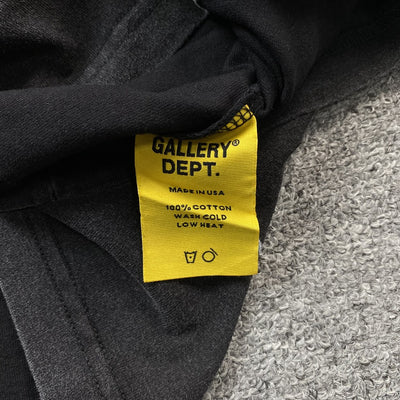 GALLERY®
DEPT.
MADE IN USA
100% COTTON
WASH COLD
LOW HEAT